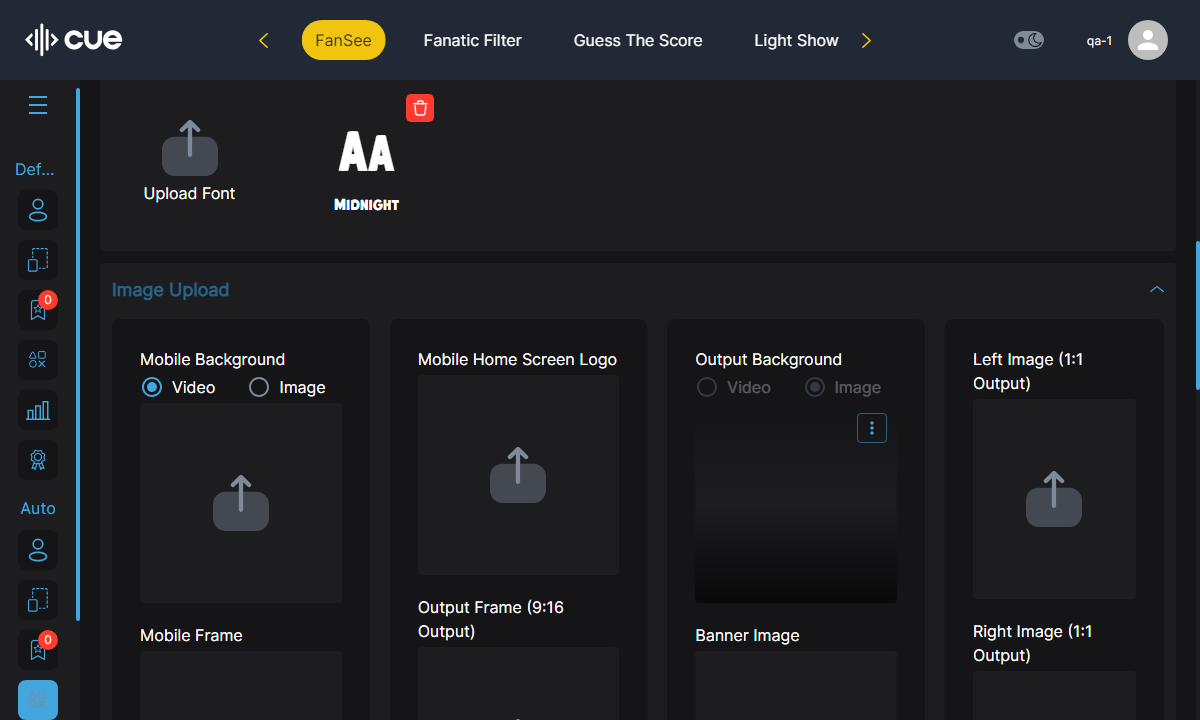 cue
FanSee
Fanatic Filter
Guess The Score
Light Show
qa-1
Def...
0
Auto
0
Upload Font
AA
MIDNIGHT
Image Upload
Mobile Background
Video
Image
Mobile Frame
Mobile Home Screen Logo
Output Frame (9:16
Output)
Output Background
Video
Image
Banner Image
Left Image (1:1
Output)
Right Image (1:1
Output)